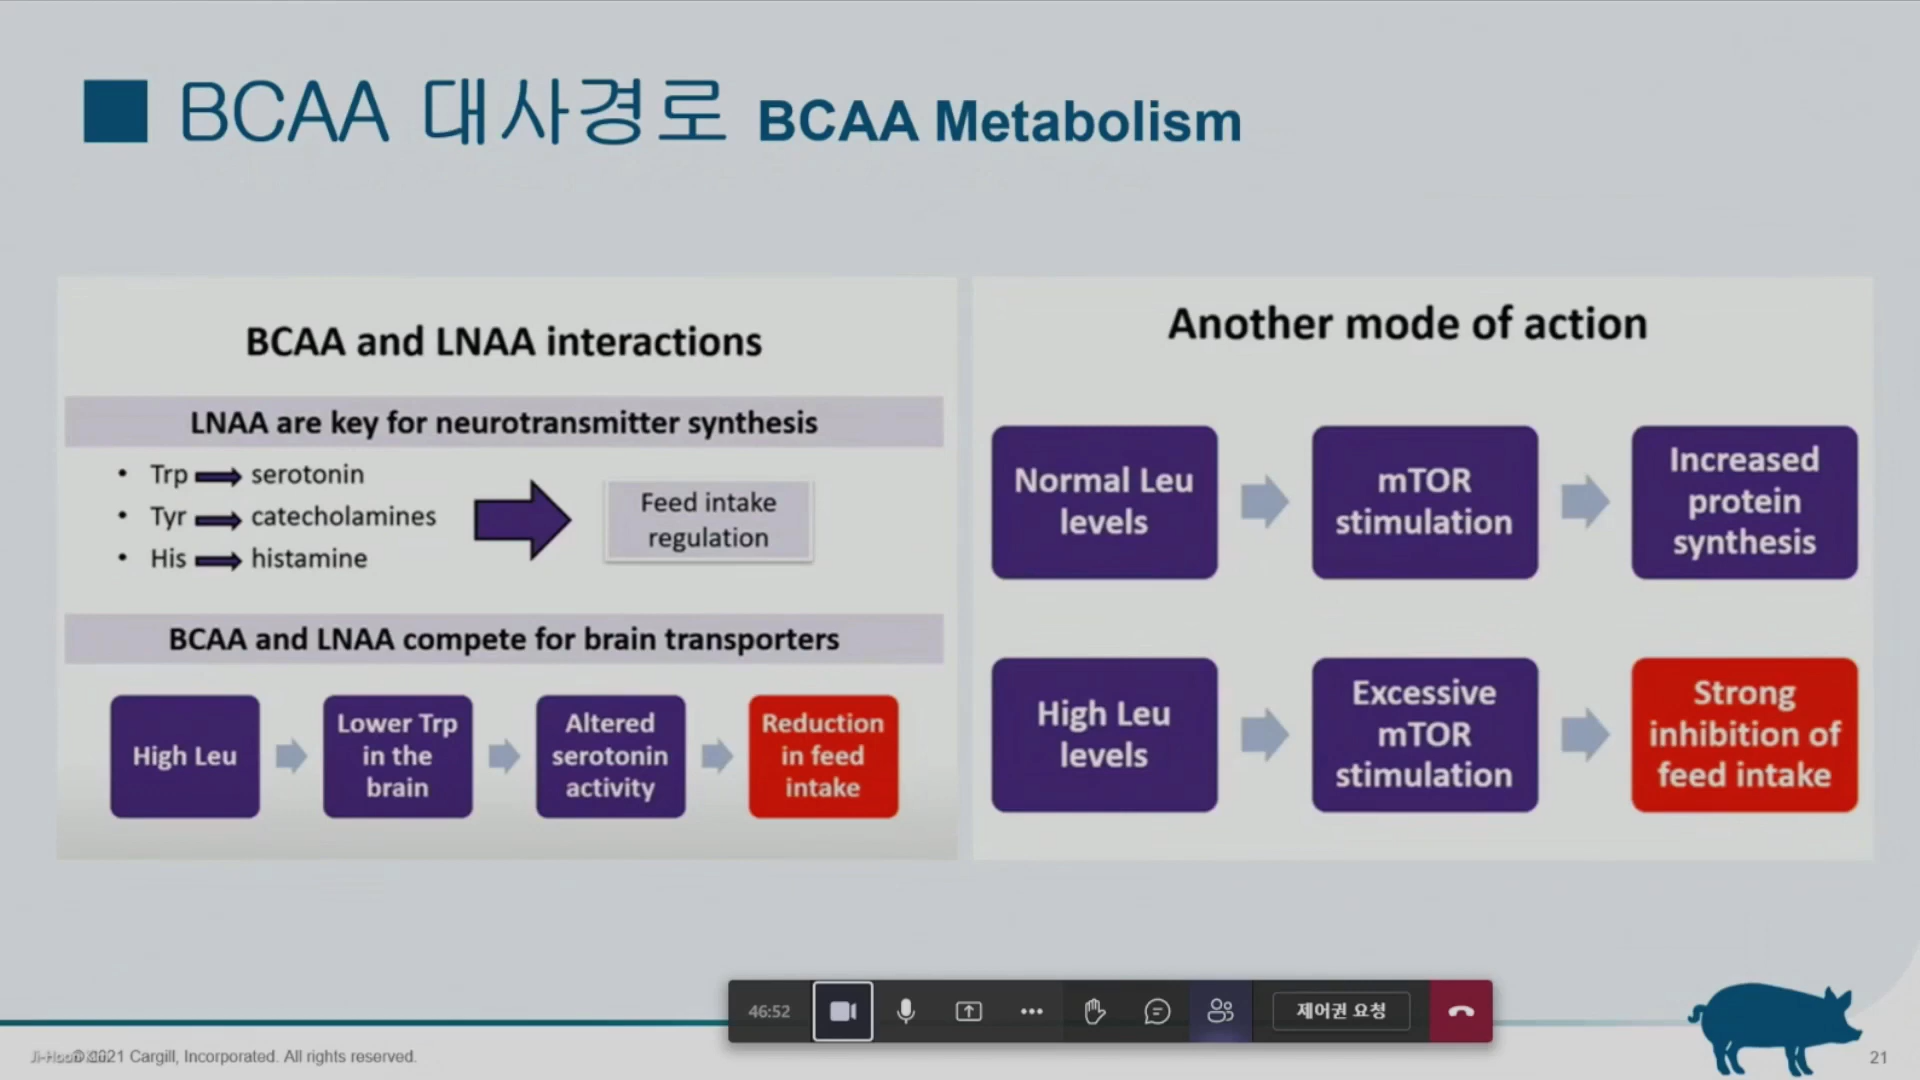 BCAA 대사경로 BCAA Metabolism
BCAA and LNAA interactions
LNAA are key for neurotransmitter synthesis
• Trp serotonin
• Tyr catecholamines
• His histamine
Feed intake
regulation
BCAA and LNAA compete for brain transporters
High Leu
Lower Trp
in the
brain
Altered
serotonin
activity
Reduction
in feed
intake
Another mode of action
Normal Leu
levels
mTOR
stimulation
Increased
protein
synthesis
High Leu
levels
Excessive
mTOR
stimulation
Strong
inhibition of
feed intake
46:52
제어권 요청
2021 Cargill, Incorporated. All rights reserved.
21